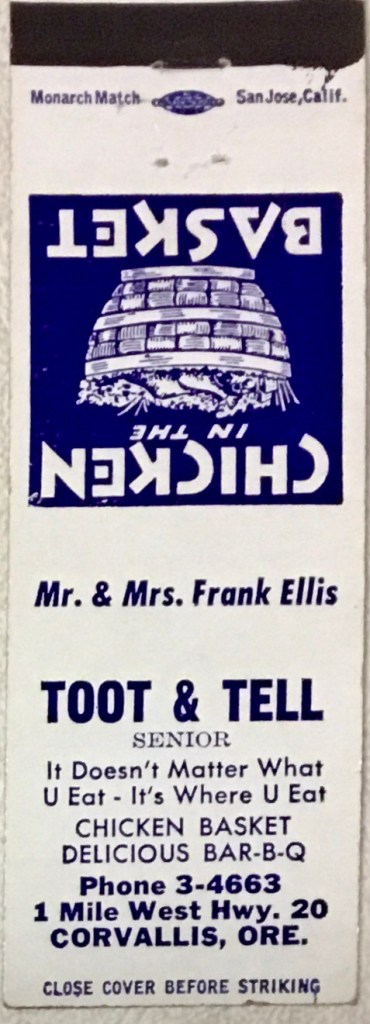 Monarch Match San Jose, Calif.
CHICKEN
IN THE
BASKET
Mr. & Mrs. Frank Ellis
TOOT & TELL
SENIOR
It Doesn't Matter What
U Eat - It's Where U Eat
CHICKEN BASKET
DELICIOUS BAR-B-Q
Phone 3-4663
1 Mile West Hwy. 20
CORVALLIS, ORE.
CLOSE COVER BEFORE STRIKING